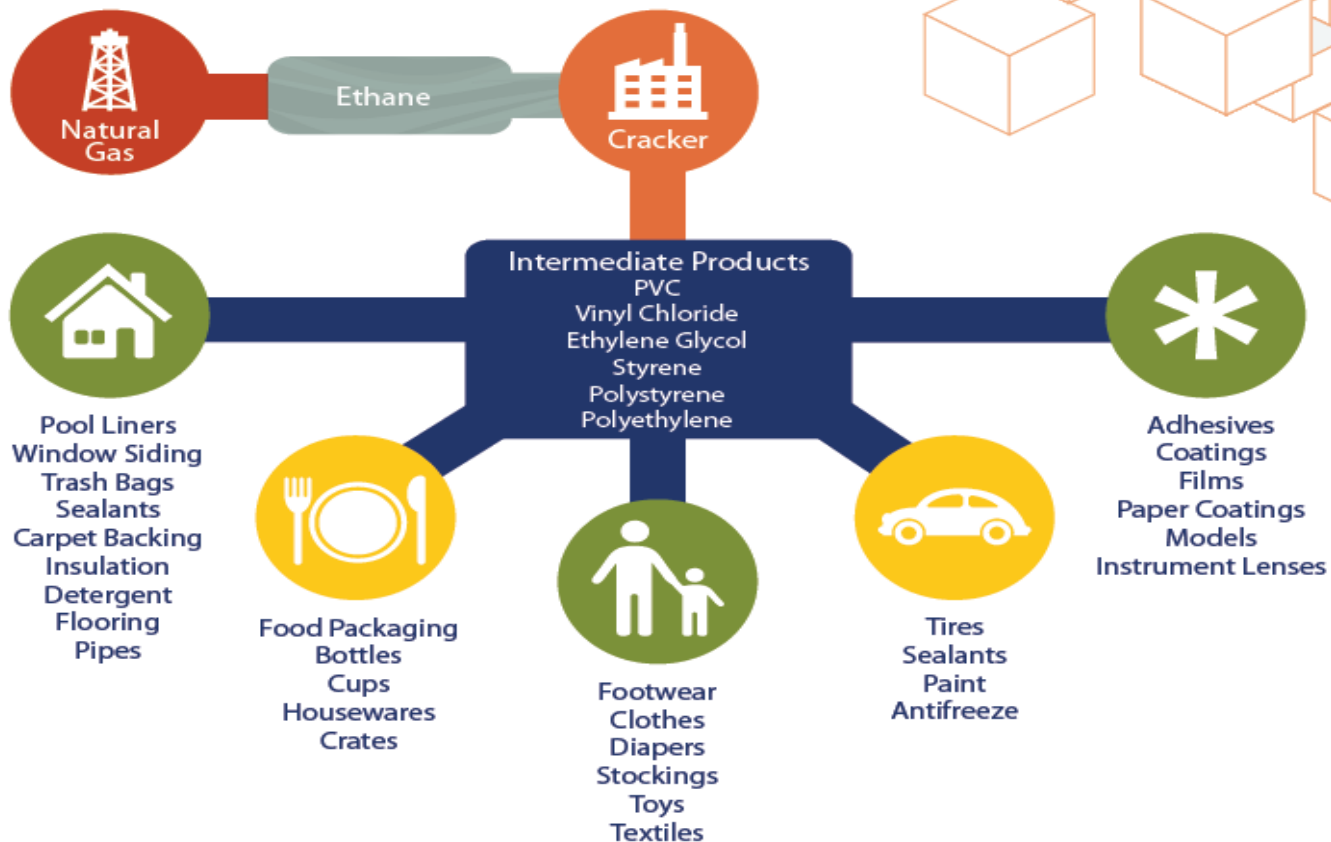 Natural
Gas
Ethane
Cracker
Intermediate Products
PVC
Vinyl Chloride
Ethylene Glycol
Styrene
Polystyrene
Polyethylene
Pool Liners
Window Siding
Trash Bags
Sealants
Carpet Backing
Insulation
Detergent
Flooring
Pipes
Food Packaging
Bottles
Cups
Housewares
Crates
Footwear
Clothes
Diapers
Stockings
Toys
Textiles
Tires
Sealants
Paint
Antifreeze
Adhesives
Coatings
Films
Paper Coatings
Models
Instrument Lenses